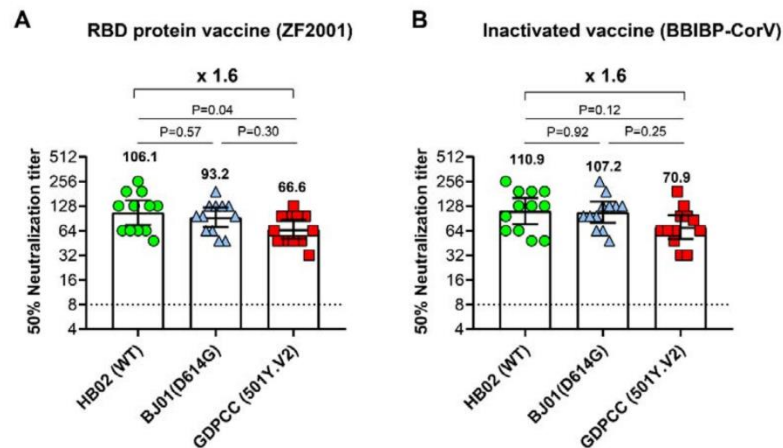 A
RBD protein vaccine (ZF2001)
x 1.6
P=0.04
P=0.57
P=0.30
50% Neutralization titer
512
256
128
64
32
16
8
4
106.1
93.2
66.6
HB02 (WT)
BJ01(D614G)
GDPCC (501Y.V2)
B
Inactivated vaccine (BBIBP-CorV)
x 1.6
P=0.12
P=0.92
P=0.25
50% Neutralization titer
512
256
128
64
32
16
8
4
110.9
107.2
70.9
HB02 (WT)
BJ01(D614G)
GDPCC (501Y.V2)